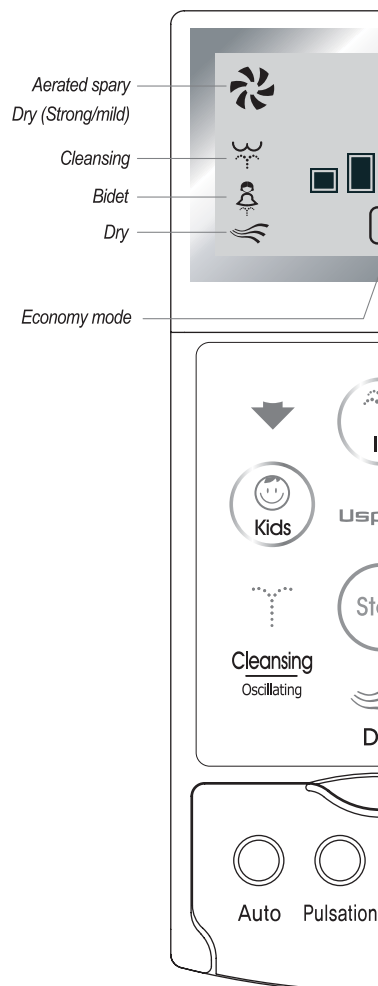 Aerated spary
Dry (Strong/mild)
Cleansing
Bidet
Dry
Economy mode
Kids
Cleansing
Oscillating
Auto Pulsation